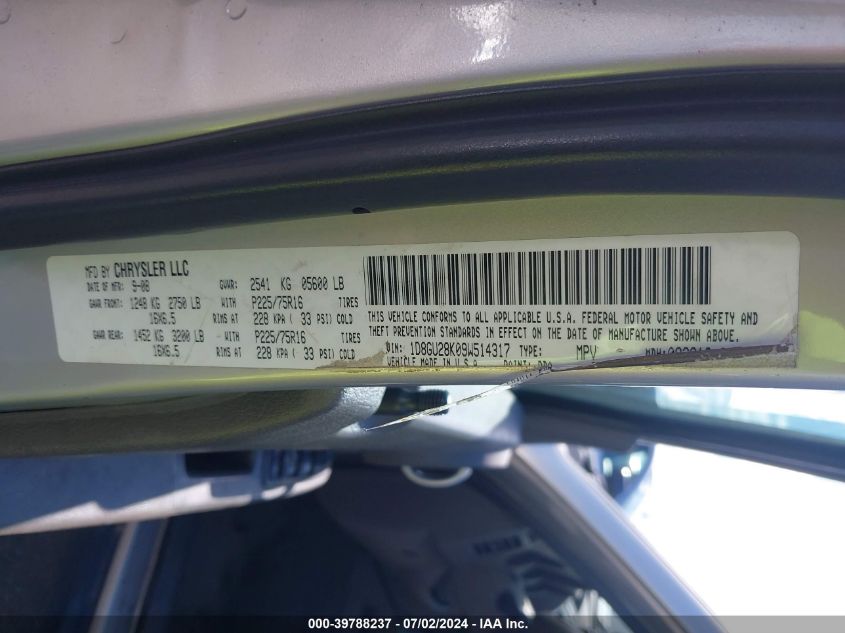 MFD BY CHRYSLER LLC
DATE OF MFR: 9-08 GVWR: 2541 KG 05600 LB
GAWR FRONT: 1248 KG 2750 LB WITH P225/75R16 TIRES
16X6.5 RIMS AT 228 KPA ( 33 PSI) COLD
GAWR REAR: 1452 KG 3200 LB WITH P225/75R16 TIRES
16X6.5 RIMS AT 228 KPA ( 33 PSI) COLD
THIS VEHICLE CONFORMS TO ALL APPLICABLE U.S.A. FEDERAL MOTOR VEHICLE SAFETY AND
THEFT PREVENTION STANDARDS IN EFFECT ON THE DATE OF MANUFACTURE SHOWN ABOVE.
VIN: 1D8GU28K09W514317 TYPE: MPV MDH:
VEHICLE MADE IN U.S.A. PAINT:
000-39788237 - 07/02/2024 - IAAI Inc.